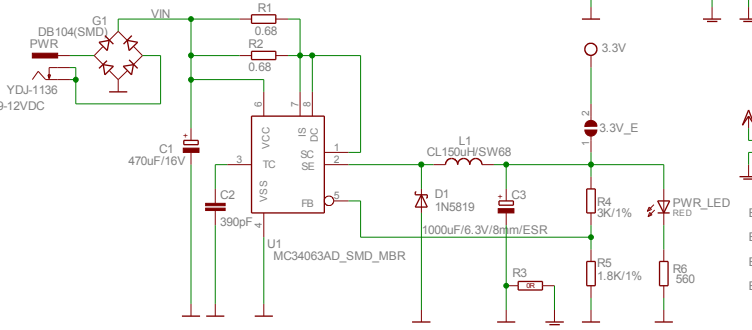 G1
DB104(SMD)
PWR
YDJ-1136
9-12VDC
VIN
R1
0.68
R2
0.68
C1
470uF/16V
C2
390pF
6
7
8
VCC
IS
DC
SC
SE
TC
VSS
FB
1
2
3
5
4
U1
MC34063AD_SMD_MBR
L1
CL150uH/SW68
D1
1N5819
C3
1000uF/6.3V/8mm/ESR
R3
0R
3.3V
2
3.3V_E
1
R4
3K/1%
R5
1.8K/1%
PWR_LED
RED
R6
560